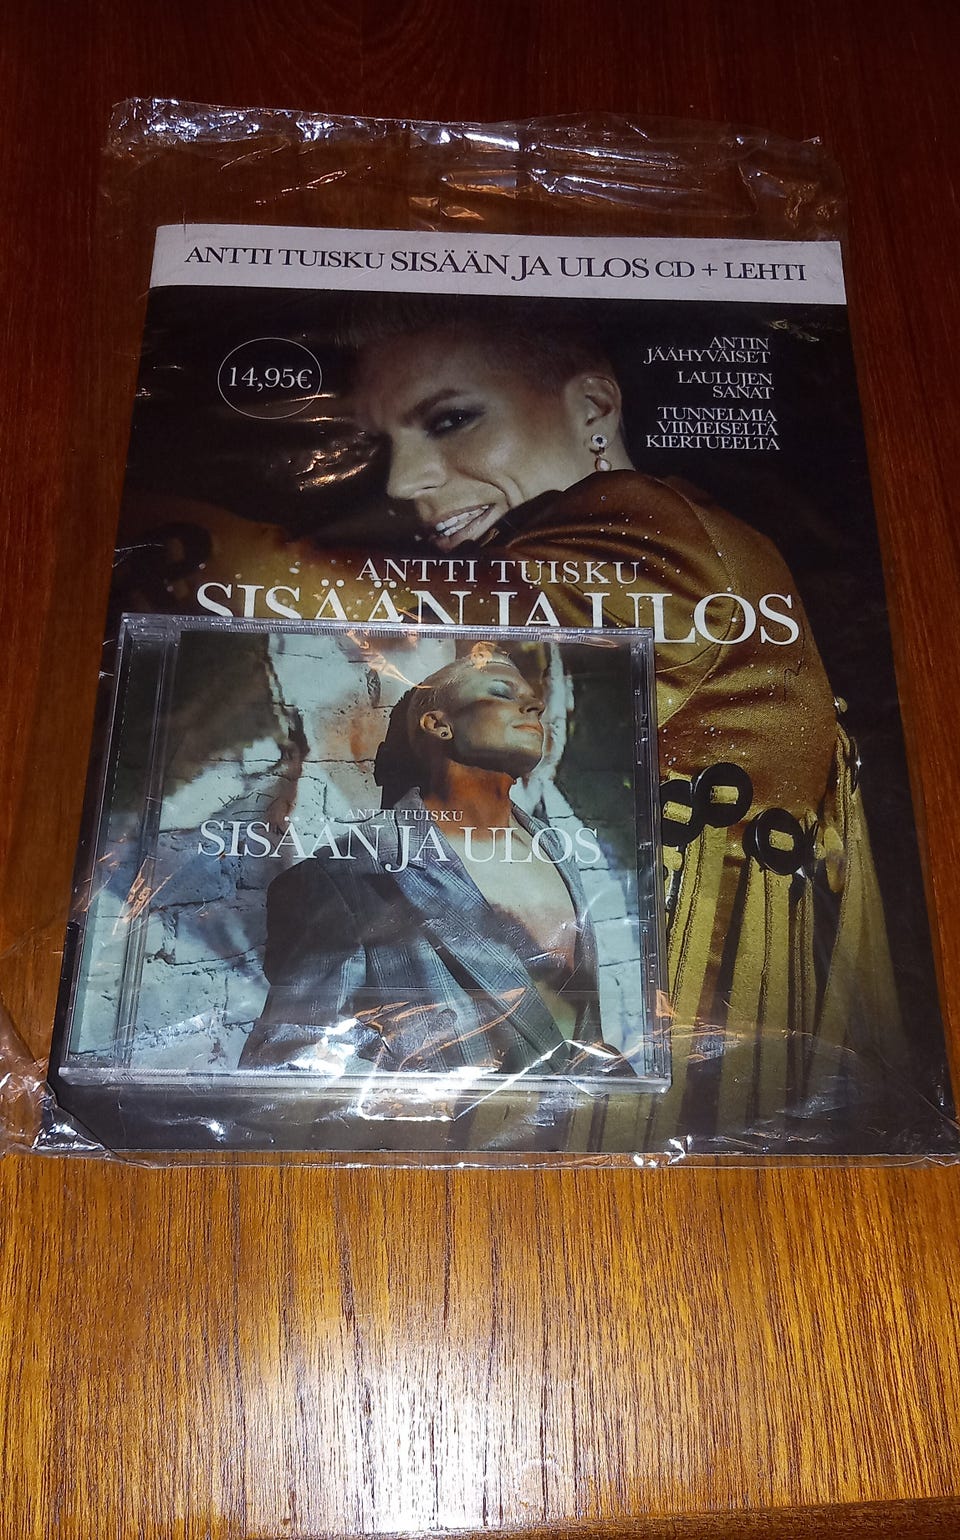 ANTTI TUISKU SISÄÄN JA ULOS CD + LEHTI
14,95€
ANTIN
JÄÄHYVÄISET
LAULUJEN
SANAT
TUNNELMIA
VIIMEISELTÄ
KIERTUEELTA
ANTTI TUISKU
SISÄÄN JA ULOS
ANTTI TUISKU
SISÄÄN JA ULOS